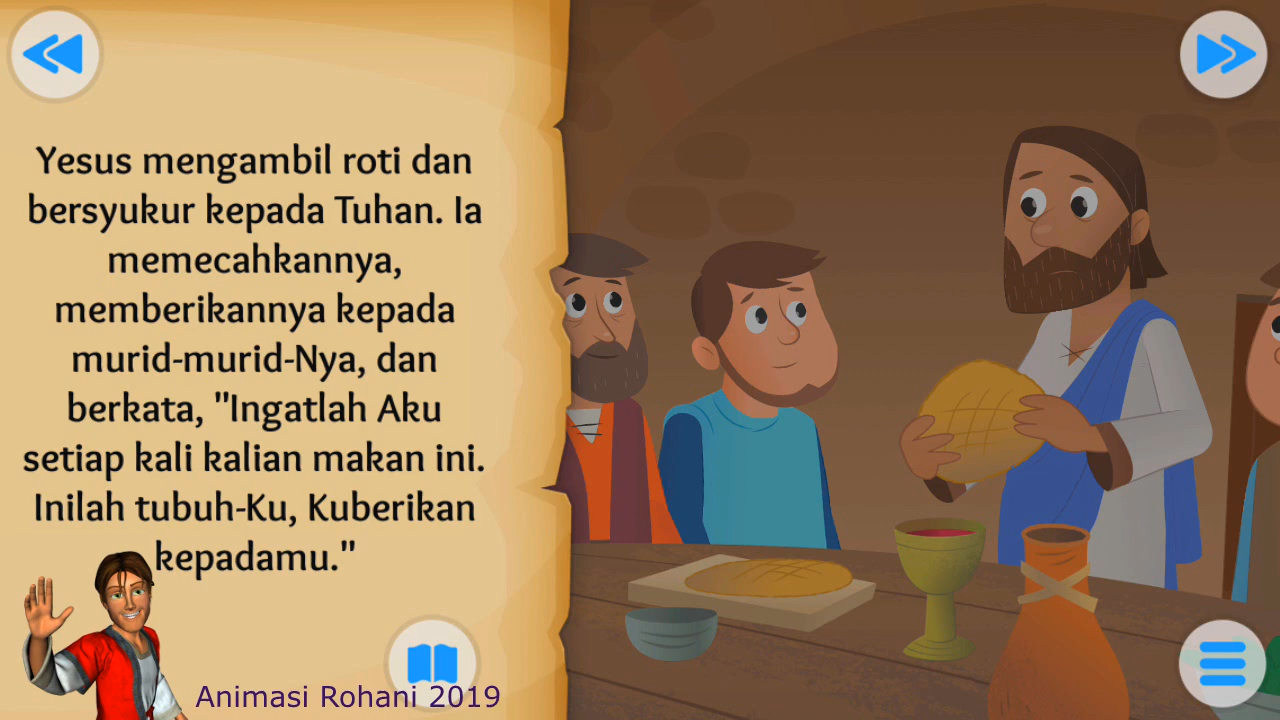 Yesus mengambil roti dan
bersyukur kepada Tuhan. Ia
memecahkannya,
memberikannya kepada
murid-murid-Nya, dan
berkata, "Ingatlah Aku
setiap kali kalian makan ini.
Inilah tubuh-Ku, Kuberikan
kepadamu."
Animasi Rohani 2019